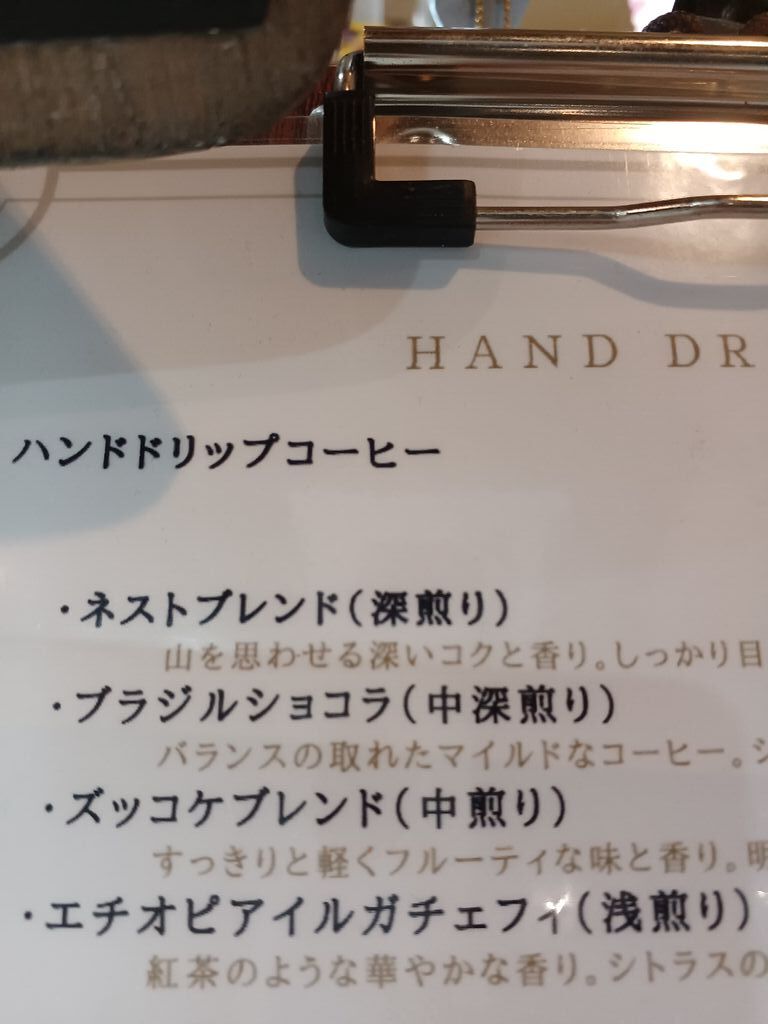 HAND DR
ハンドドリップコーヒー
・ネストブレンド(深煎り)
山を思わせる深いコクと香り。しっかり目
・ブラジルショコラ(中深煎り)
バランスの取れたマイルドなコーヒー。シ
・ズッコケブレンド(中煎り)
すっきりと軽くフルーティな味と香り。明
・エチオピアイルガチェフィ(浅煎り)
紅茶のような華やかな香り。シトラスの